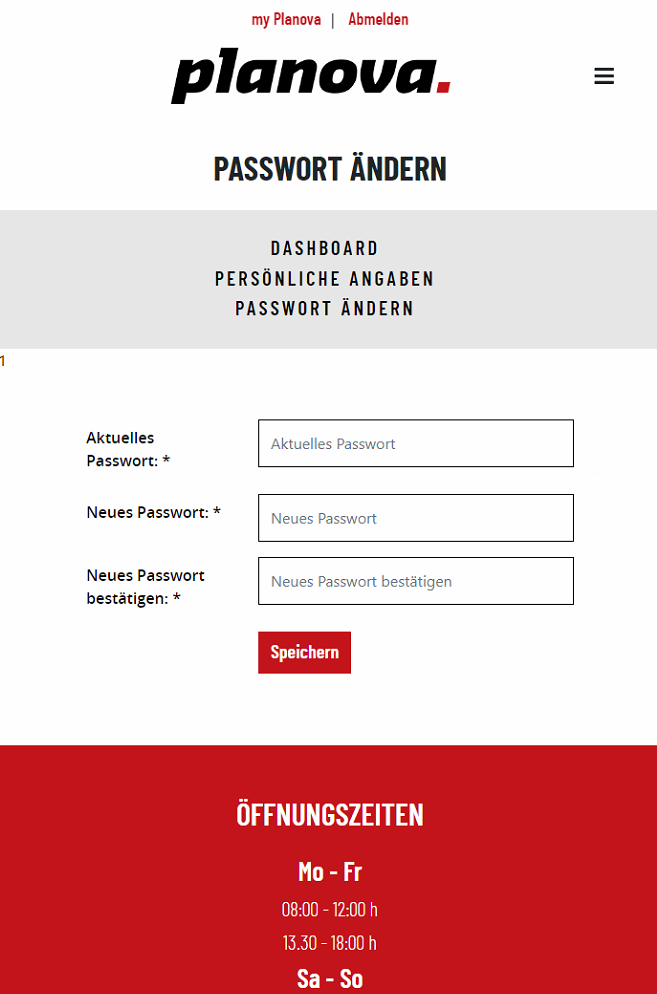 my Planova | Abmelden
planova.
PASSWORT ÄNDERN
DASHBOARD
PERSÖNLICHE ANGABEN
PASSWORT ÄNDERN
1
Aktuelles
Passwort: *
Aktuelles Passwort
Neues Passwort: *
Neues Passwort
Neues Passwort
bestätigen: *
Neues Passwort bestätigen
Speichern
ÖFFNUNGSZEITEN
Mo - Fr
08:00 - 12:00 h
13.30 - 18:00 h
Sa - So